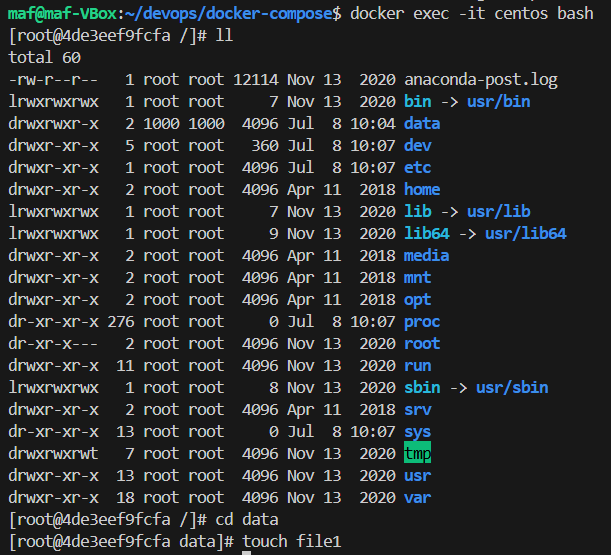 maf@maf-VBox:~/devops/docker-compose$ docker exec -it centos bash
[root@4de3eef9fcfa /]# ll
total 60
-rw-r--r--   1 root root 12114 Nov 13  2020 anaconda-post.log
lrwxrwxrwx   1 root root     7 Nov 13  2020 bin -> usr/bin
drwxrwxr-x   2 1000 1000  4096 Jul  8 10:04 data
drwxr-xr-x   5 root root   360 Jul  8 10:07 dev
drwxr-xr-x   1 root root  4096 Jul  8 10:07 etc
drwxr-xr-x   2 root root  4096 Apr 11  2018 home
lrwxrwxrwx   1 root root     7 Nov 13  2020 lib -> usr/lib
lrwxrwxrwx   1 root root     9 Nov 13  2020 lib64 -> usr/lib64
drwxr-xr-x   2 root root  4096 Apr 11  2018 media
drwxr-xr-x   2 root root  4096 Apr 11  2018 mnt
drwxr-xr-x   2 root root  4096 Apr 11  2018 opt
dr-xr-xr-x 276 root root     0 Jul  8 10:07 proc
dr-xr-x---   2 root root  4096 Nov 13  2020 root
drwxr-xr-x  11 root root  4096 Nov 13  2020 run
lrwxrwxrwx   1 root root     8 Nov 13  2020 sbin -> usr/sbin
drwxr-xr-x   2 root root  4096 Apr 11  2018 srv
dr-xr-xr-x  13 root root     0 Jul  8 10:07 sys
drwxrwxrwt   7 root root  4096 Nov 13  2020 tmp
drwxr-xr-x  13 root root  4096 Nov 13  2020 usr
drwxr-xr-x  18 root root  4096 Nov 13  2020 var
[root@4de3eef9fcfa /]# cd data
[root@4de3eef9fcfa data]# touch file1